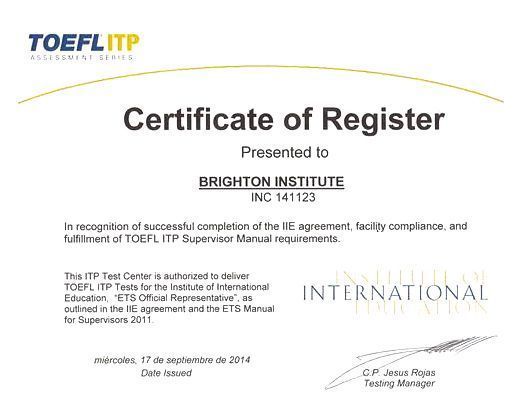 TOEFL ITP
ASSESSMENT SERIES
Certificate of Register
Presented to
BRIGHTON INSTITUTE
INC 141123
In recognition of successful completion of the IIE agreement, facility compliance, and
fulfillment of TOEFL ITP Supervisor Manual requirements.
This ITP Test Center is authorized to deliver
TOEFL ITP Tests for the Institute of International
Education, "ETS Official Representative", as
outlined in the IIE agreement and the ETS Manual
for Supervisors 2011.
INSTITUTE OF
INTERNATIONAL
EDUCATION
miércoles, 17 de septiembre de 2014
Date Issued
C.P. Jesus Rojas
Testing Manager